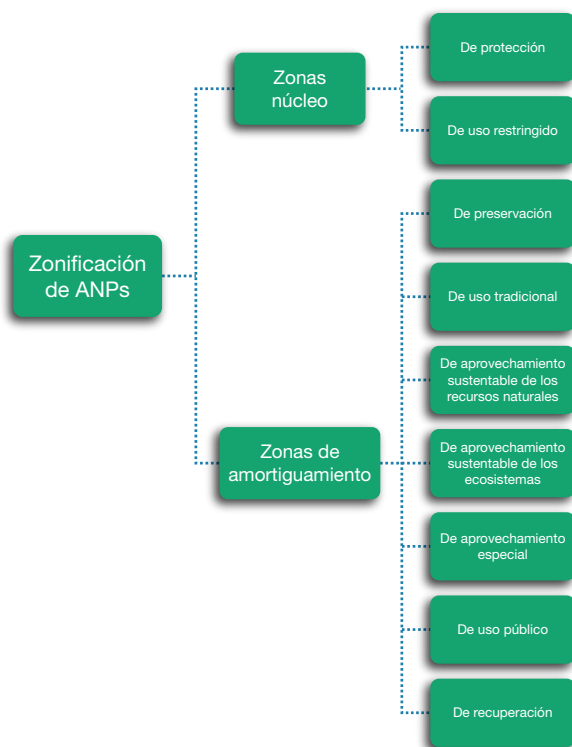 Zonificación
de ANPs
Zonas
núcleo
De protección
De uso restringido
Zonas de
amortiguamiento
De preservación
De uso tradicional
De aprovechamiento
sustentable de los
recursos naturales
De aprovechamiento
sustentable de los
ecosistemas
De aprovechamiento
especial
De uso público
De recuperación